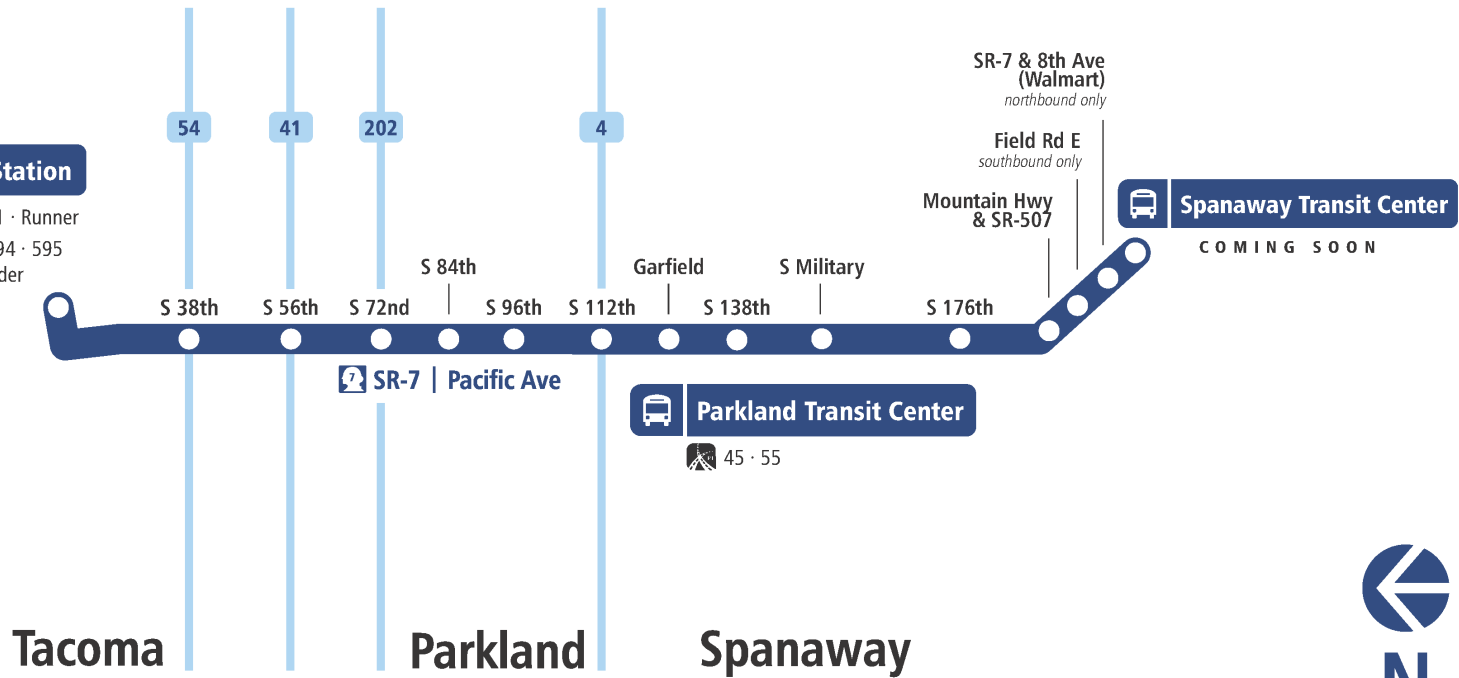 SR-7 & 8th Ave
(Walmart)
northbound only
54
41
202
4
Field Rd E
southbound only
Station
Spanaway Transit Center
COMING SOON
Mountain Hwy
& SR-507
· Runner
94 · 595
S 84th
Garfield
S Military
S 38th
S 56th
S 72nd
S 96th
S 112th
S 138th
S 176th
7
SR-7 | Pacific Ave
Parkland Transit Center
45 · 55
Tacoma
Parkland
Spanaway
N